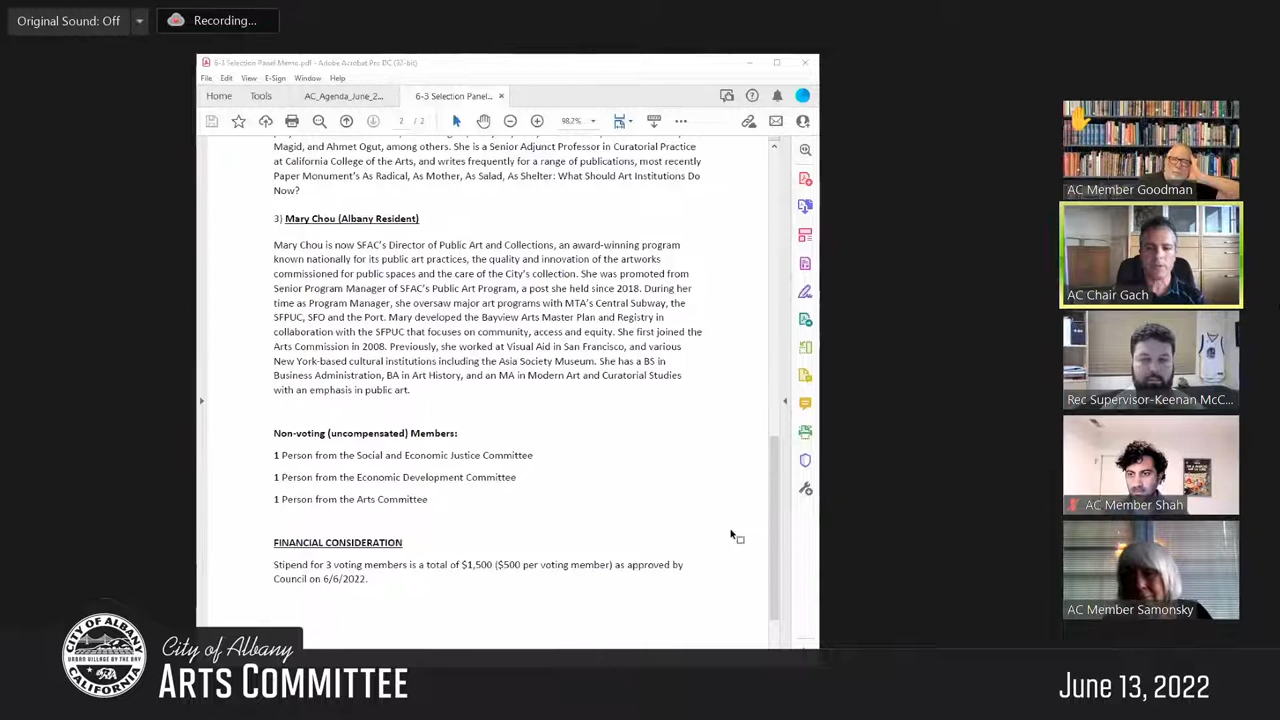 Original Sound: Off
Recording...
6-3 Selection Panel Memo.pdf - Adobe Acrobat Pro DC (32-bit)
File Edit View E-Sign Window Help
Home Tools AC_Agenda_June_2... 6-3 Selection Panel...
2 / 2 98.2%
Magid, and Ahmet Ogut, among others. She is a Senior Adjunct Professor in Curatorial Practice
at California College of the Arts, and writes frequently for a range of publications, most recently
Paper Monument's As Radical, As Mother, As Salad, As Shelter: What Should Art Institutions Do
Now?
3) Mary Chou (Albany Resident)
Mary Chou is now SFAC's Director of Public Art and Collections, an award-winning program
known nationally for its public art practices, the quality and innovation of the artworks
commissioned for public spaces and the care of the City's collection. She was promoted from
Senior Program Manager of SFAC's Public Art Program, a post she held since 2018. During her
time as Program Manager, she oversaw major art programs with MTA's Central Subway, the
SFPUC, SFO and the Port. Mary developed the Bayview Arts Master Plan and Registry in
collaboration with the SFPUC that focuses on community, access and equity. She first joined the
Arts Commission in 2008. Previously, she worked at Visual Aid in San Francisco, and various
New York-based cultural institutions including the Asia Society Museum. She has a BS in
Business Administration, BA in Art History, and an MA in Modern Art and Curatorial Studies
with an emphasis in public art.
Non-voting (uncompensated) Members:
1 Person from the Social and Economic Justice Committee
1 Person from the Economic Development Committee
1 Person from the Arts Committee
FINANCIAL CONSIDERATION
Stipend for 3 voting members is a total of $1,500 ($500 per voting member) as approved by
Council on 6/6/2022.
AC Member Goodman
AC Chair Gach
Rec Supervisor-Keenan McC...
AC Member Shah
AC Member Samonsky
CITY OF ALBANY
URBAN VILLAGE BY THE BAY
CALIFORNIA
City of Albany
ARTS COMMITTEE
June 13, 2022